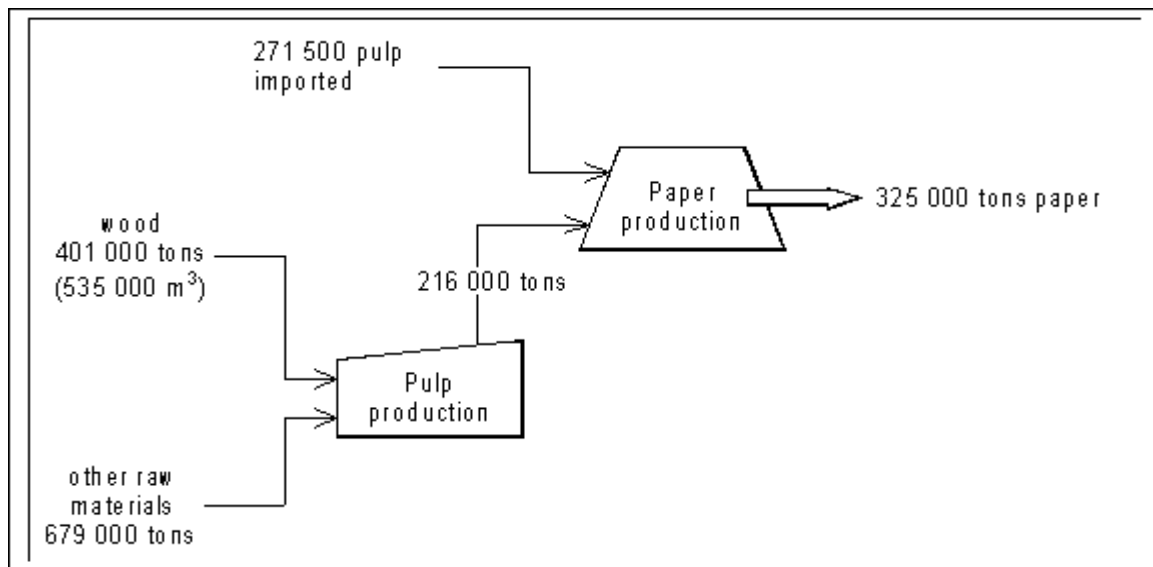 271 500 pulp
imported
Paper
production
325 000 tons paper
wood
401 000 tons
(535 000 m³)
216 000 tons
Pulp
production
other raw
materials
679 000 tons